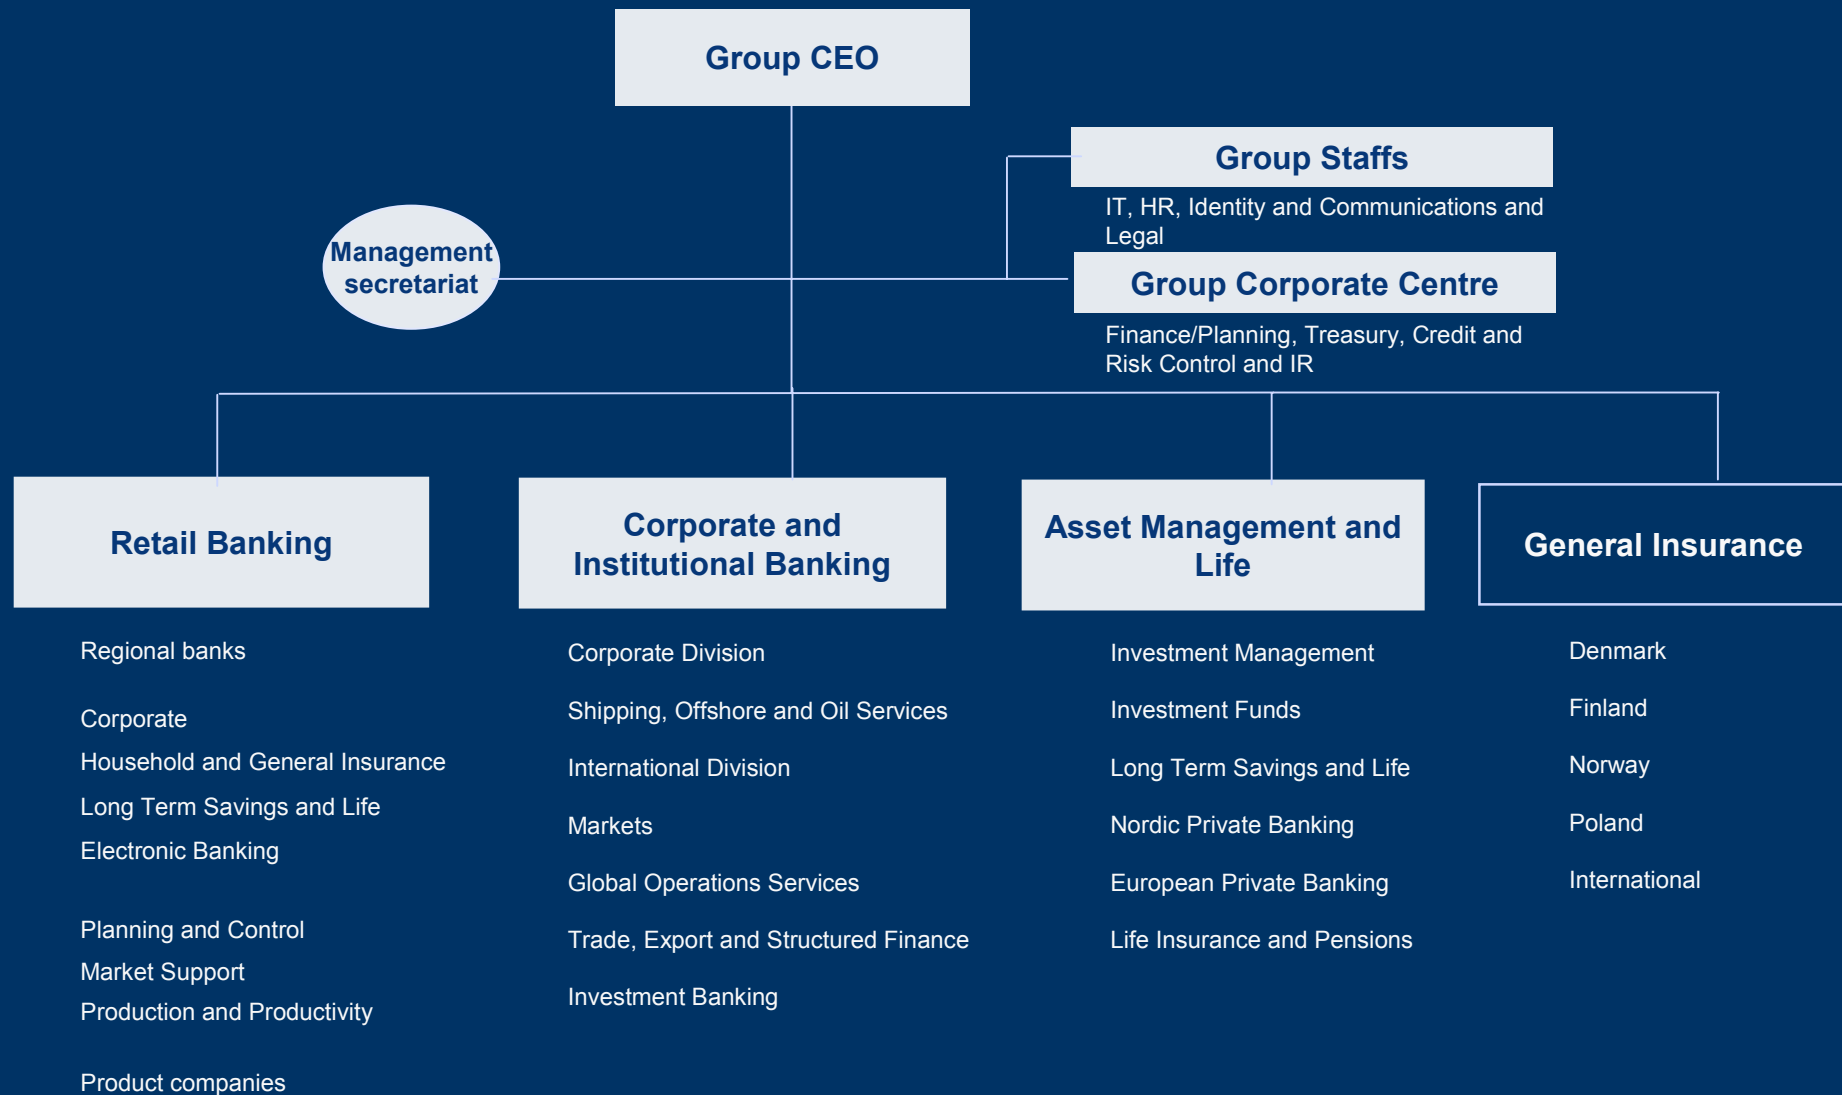 Group CEO
Group Staffs
IT, HR, Identity and Communications and
Legal
Management
secretariat
Group Corporate Centre
Finance/Planning, Treasury, Credit and
Risk Control and IR
Retail Banking
Regional banks
Corporate
Household and General Insurance
Long Term Savings and Life
Electronic Banking
Planning and Control
Market Support
Production and Productivity
Product companies
Corporate and
Institutional Banking
Corporate Division
Shipping, Offshore and Oil Services
International Division
Markets
Global Operations Services
Trade, Export and Structured Finance
Investment Banking
Asset Management and
Life
Investment Management
Investment Funds
Long Term Savings and Life
Nordic Private Banking
European Private Banking
Life Insurance and Pensions
General Insurance
Denmark
Finland
Norway
Poland
International